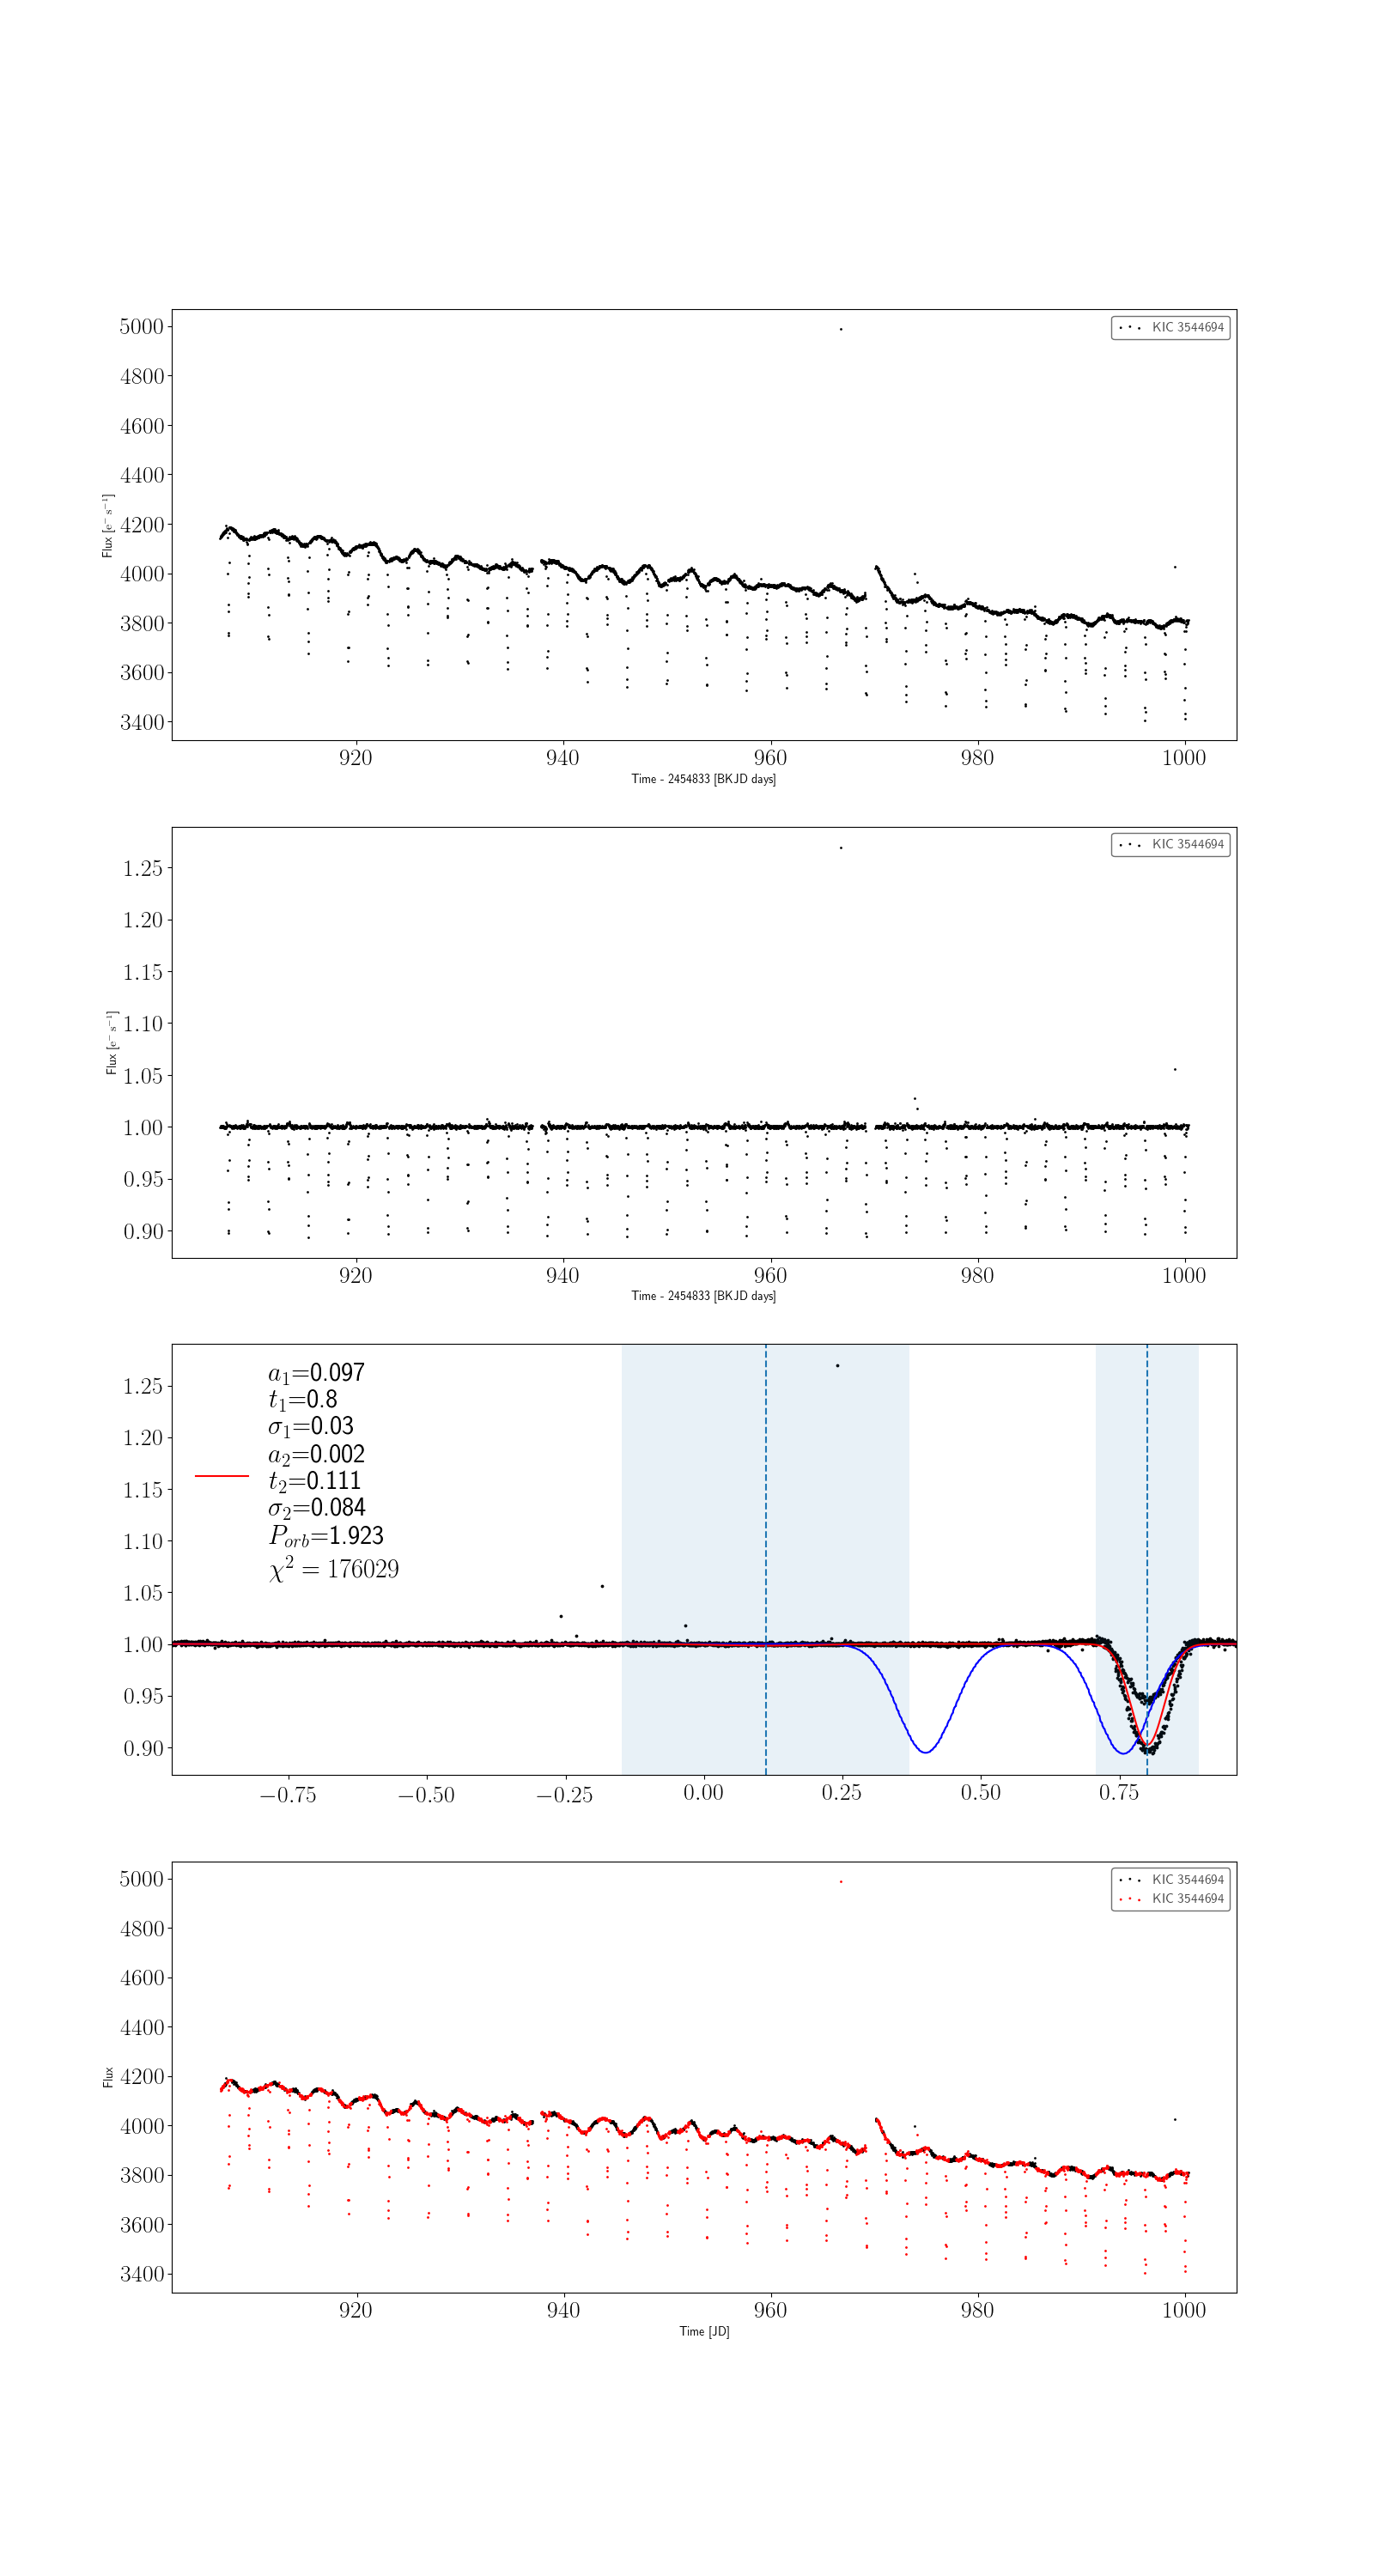 5000
4800
4600
4400
4200
4000
3800
3600
3400
Flux [e⁻ s⁻¹]
KIC 3544694
920 940 960 980 1000
Time - 2454833 [BKJD days]
1.25
1.20
1.15
1.10
1.05
1.00
0.95
0.90
Flux [e⁻ s⁻¹]
KIC 3544694
920 940 960 980 1000
Time - 2454833 [BKJD days]
1.25
1.20
1.15
1.10
1.05
1.00
0.95
0.90
a₁=0.097
t₁=0.8
σ₁=0.03
a₂=0.002
t₂=0.111
σ₂=0.084
P_orb=1.923
χ² = 176029
−0.75 −0.50 −0.25 0.00 0.25 0.50 0.75
5000
4800
4600
4400
4200
4000
3800
3600
3400
Flux
KIC 3544694
KIC 3544694
920 940 960 980 1000
Time [JD]